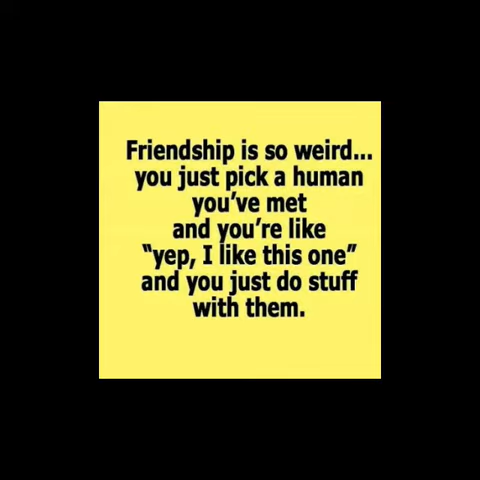 Friendship is so weird...
you just pick a human
you've met
and you're like
“yep, I like this one”
and you just do stuff
with them.